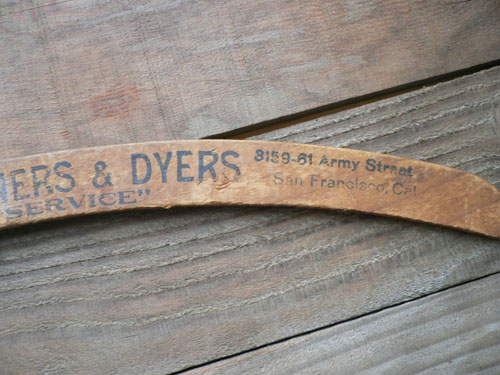 NERS & DYERS
SERVICE"
3159-61 Army Street
San Francisco, Cal.